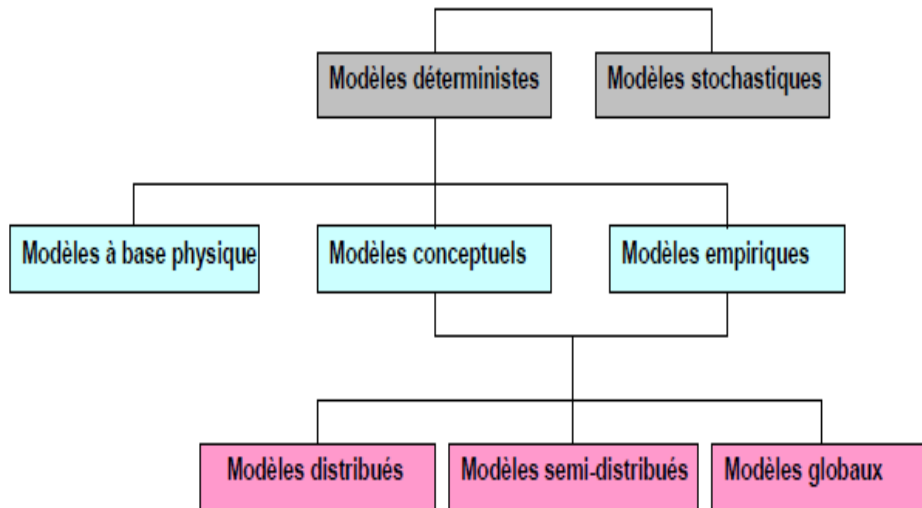 Modèles déterministes
Modèles stochastiques
Modèles à base physique
Modèles conceptuels
Modèles empiriques
Modèles distribués
Modèles semi-distribués
Modèles globaux